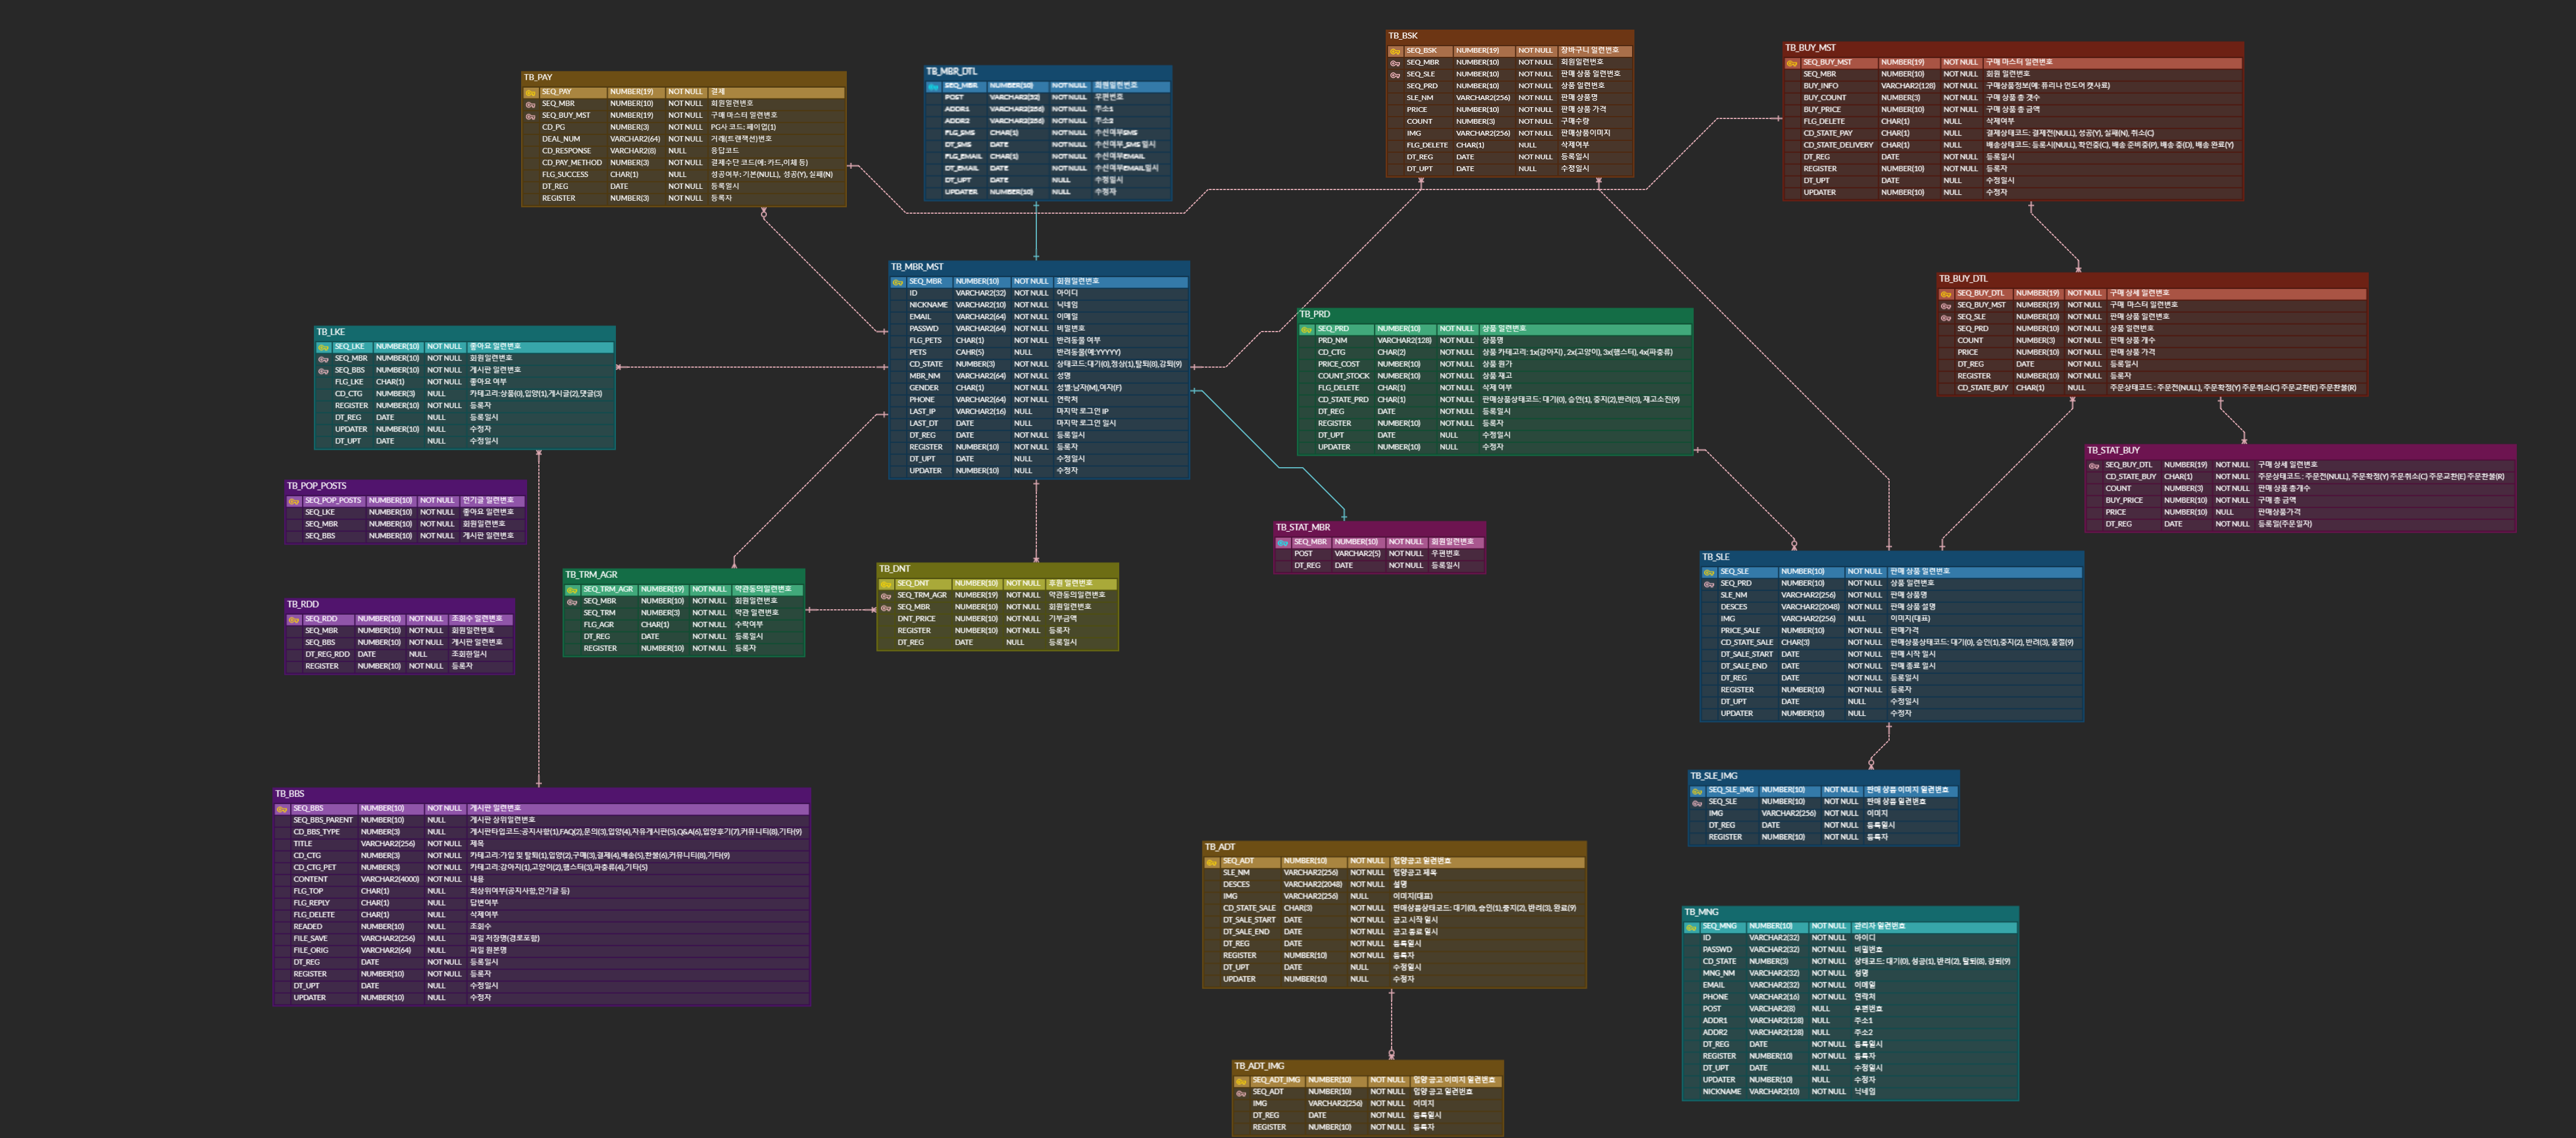 TB_PAY
SEQ_PAY NUMBER(19) NOT NULL 결제
SEQ_MBR NUMBER(10) NOT NULL 회원일련번호
SEQ_BUY_MST NUMBER(19) NOT NULL 구매 마스터 일련번호
CD_PG NUMBER(3) NOT NULL PG사 코드: 페이업(1)
DEAL_NUM VARCHAR2(64) NOT NULL 거래(트랜잭션)번호
CD_RESPONSE VARCHAR2(8) NULL 응답코드
CD_PAY_METHOD NUMBER(3) NOT NULL 결제수단 코드(예: 카드,이체 등)
FLG_SUCCESS CHAR(1) NULL 성공여부: 기본(NULL), 성공(Y), 실패(N)
DT_REG DATE NOT NULL 등록일시
REGISTER NUMBER(3) NOT NULL 등록자
TB_MBR_DTL
SEQ_MBR NUMBER(10) NOT NULL 회원일련번호
POST VARCHAR2(32) NOT NULL 우편번호
ADDR1 VARCHAR2(256) NOT NULL 주소1
ADDR2 VARCHAR2(256) NOT NULL 주소2
FLG_SMS CHAR(1) NOT NULL 수신여부SMS
DT_SMS DATE NOT NULL 수신여부_SMS 일시
FLG_EMAIL CHAR(1) NOT NULL 수신여부EMAIL
DT_EMAIL DATE NOT NULL 수신여부EMAIL 일시
DT_UPT DATE NULL 수정일시
UPDATER NUMBER(10) NULL 수정자
TB_BSK
SEQ_BSK NUMBER(19) NOT NULL 장바구니 일련번호
SEQ_MBR NUMBER(10) NOT NULL 회원일련번호
SEQ_SLE NUMBER(10) NOT NULL 판매 상품 일련번호
SEQ_PRD NUMBER(10) NOT NULL 상품 일련번호
SLE_NM VARCHAR2(256) NOT NULL 판매 상품명
PRICE NUMBER(10) NOT NULL 판매 상품 가격
COUNT NUMBER(3) NOT NULL 구매수량
IMG VARCHAR2(256) NOT NULL 판매상품이미지
FLG_DELETE CHAR(1) NULL 삭제여부
DT_REG DATE NOT NULL 등록일시
DT_UPT DATE NULL 수정일시
TB_BUY_MST
SEQ_BUY_MST NUMBER(19) NOT NULL 구매 마스터 일련번호
SEQ_MBR NUMBER(10) NOT NULL 회원 일련번호
BUY_INFO VARCHAR2(128) NOT NULL 구매상품정보(예: 퓨리나 인도어 캣사료)
BUY_COUNT NUMBER(3) NOT NULL 구매 상품 총 갯수
BUY_PRICE NUMBER(10) NOT NULL 구매 상품 총 금액
FLG_DELETE CHAR(1) NULL 삭제여부
CD_STATE_PAY CHAR(1) NULL 결제상태코드: 결제전(NULL), 성공(Y), 실패(N), 취소(C)
CD_STATE_DELIVERY CHAR(1) NULL 배송상태코드: 등록시(NULL), 확인중(C), 배송 준비중(P), 배송 중(D), 배송 완료(Y)
DT_REG DATE NOT NULL 등록일시
REGISTER NUMBER(10) NOT NULL 등록자
DT_UPT DATE NULL 수정일시
UPDATER NUMBER(10) NULL 수정자
TB_MBR_MST
SEQ_MBR NUMBER(10) NOT NULL 회원일련번호
ID VARCHAR2(32) NOT NULL 아이디
NICKNAME VARCHAR2(10) NOT NULL 닉네임
EMAIL VARCHAR2(64) NOT NULL 이메일
PASSWD VARCHAR2(64) NOT NULL 비밀번호
FLG_PETS CHAR(1) NOT NULL 반려동물 여부
PETS CAHR(5) NULL 반려동물(예:YYYYY)
CD_STATE NUMBER(3) NOT NULL 상태코드:대기(0),정상(1),탈퇴(8),강퇴(9)
MBR_NM VARCHAR2(64) NOT NULL 성명
GENDER CHAR(1) NOT NULL 성별:남자(M),여자(F)
PHONE VARCHAR2(64) NOT NULL 연락처
LAST_IP VARCHAR2(16) NULL 마지막 로그인 IP
LAST_DT DATE NULL 마지막 로그인 일시
DT_REG DATE NOT NULL 등록일시
REGISTER NUMBER(10) NOT NULL 등록자
DT_UPT DATE NULL 수정일시
UPDATER NUMBER(10) NULL 수정자
TB_BUY_DTL
SEQ_BUY_DTL NUMBER(19) NOT NULL 구매 상세 일련번호
SEQ_BUY_MST NUMBER(19) NOT NULL 구매 마스터 일련번호
SEQ_SLE NUMBER(10) NOT NULL 판매 상품 일련번호
SEQ_PRD NUMBER(10) NOT NULL 상품 일련번호
COUNT NUMBER(3) NOT NULL 판매 상품 개수
PRICE NUMBER(10) NOT NULL 판매 상품 가격
DT_REG DATE NOT NULL 등록일시
REGISTER NUMBER(10) NOT NULL 등록자
CD_STATE_BUY CHAR(1) NULL 주문상태코드 : 주문전(NULL), 주문확정(Y) 주문취소(C) 주문교환(E) 주문환불(R)
TB_PRD
SEQ_PRD NUMBER(10) NOT NULL 상품 일련번호
PRD_NM VARCHAR2(128) NOT NULL 상품명
CD_CTG CHAR(2) NOT NULL 상품 카테고리: 1x(강아지) , 2x(고양이), 3x(햄스터), 4x(파충류)
PRICE_COST NUMBER(10) NOT NULL 상품 원가
COUNT_STOCK NUMBER(10) NOT NULL 상품 재고
FLG_DELETE CHAR(1) NOT NULL 삭제 여부
CD_STATE_PRD CHAR(1) NOT NULL 판매상품상태코드: 대기(0), 승인(1), 중지(2),반려(3), 재고소진(9)
DT_REG DATE NOT NULL 등록일시
REGISTER NUMBER(10) NOT NULL 등록자
DT_UPT DATE NULL 수정일시
UPDATER NUMBER(10) NULL 수정자
TB_LKE
SEQ_LKE NUMBER(10) NOT NULL 좋아요 일련번호
SEQ_MBR NUMBER(10) NOT NULL 회원일련번호
SEQ_BBS NUMBER(10) NOT NULL 게시판 일련번호
FLG_LKE CHAR(1) NOT NULL 좋아요 여부
CD_CTG NUMBER(3) NULL 카테고리:상품(0),입양(1),게시글(2),댓글(3)
REGISTER NUMBER(10) NOT NULL 등록자
DT_REG DATE NULL 등록일시
UPDATER NUMBER(10) NULL 수정자
DT_UPT DATE NULL 수정일시
TB_STAT_BUY
SEQ_BUY_DTL NUMBER(19) NOT NULL 구매 상세 일련번호
CD_STATE_BUY CHAR(1) NOT NULL 주문상태코드 : 주문전(NULL), 주문확정(Y) 주문취소(C) 주문교환(E) 주문환불(R)
COUNT NUMBER(3) NOT NULL 판매 상품 총개수
BUY_PRICE NUMBER(10) NOT NULL 구매 총 금액
PRICE NUMBER(10) NULL 판매상품가격
DT_REG DATE NOT NULL 등록일(주문일자)
TB_POP_POSTS
SEQ_POP_POSTS NUMBER(10) NOT NULL 인기글 일련번호
SEQ_LKE NUMBER(10) NOT NULL 좋아요 일련번호
SEQ_MBR NUMBER(10) NOT NULL 회원일련번호
SEQ_BBS NUMBER(10) NOT NULL 게시판 일련번호
TB_STAT_MBR
SEQ_MBR NUMBER(10) NOT NULL 회원일련번호
POST VARCHAR2(5) NOT NULL 우편번호
DT_REG DATE NOT NULL 등록일시
TB_SLE
SEQ_SLE NUMBER(10) NOT NULL 판매 상품 일련번호
SEQ_PRD NUMBER(10) NOT NULL 상품 일련번호
SLE_NM VARCHAR2(256) NOT NULL 판매 상품명
DESCES VARCHAR2(2048) NOT NULL 판매 상품 설명
IMG VARCHAR2(256) NULL 이미지(대표)
PRICE_SALE NUMBER(10) NOT NULL 판매가격
CD_STATE_SALE CHAR(3) NOT NULL 판매상품상태코드: 대기(0), 승인(1),중지(2), 반려(3), 품절(9)
DT_SALE_START DATE NOT NULL 판매 시작 일시
DT_SALE_END DATE NOT NULL 판매 종료 일시
DT_REG DATE NOT NULL 등록일시
REGISTER NUMBER(10) NOT NULL 등록자
DT_UPT DATE NULL 수정일시
UPDATER NUMBER(10) NULL 수정자
TB_TRM_AGR
SEQ_TRM_AGR NUMBER(19) NOT NULL 약관동의일련번호
SEQ_MBR NUMBER(10) NOT NULL 회원일련번호
SEQ_TRM NUMBER(3) NOT NULL 약관 일련번호
FLG_AGR CHAR(1) NOT NULL 수락여부
DT_REG DATE NOT NULL 등록일시
REGISTER NUMBER(10) NOT NULL 등록자
TB_DNT
SEQ_DNT NUMBER(10) NOT NULL 후원 일련번호
SEQ_TRM_AGR NUMBER(19) NOT NULL 약관동의일련번호
SEQ_MBR NUMBER(10) NOT NULL 회원일련번호
DNT_PRICE NUMBER(10) NOT NULL 기부금액
REGISTER NUMBER(10) NOT NULL 등록자
DT_REG DATE NULL 등록일시
TB_RDD
SEQ_RDD NUMBER(10) NOT NULL 조회수 일련번호
SEQ_MBR NUMBER(10) NOT NULL 회원일련번호
SEQ_BBS NUMBER(10) NOT NULL 게시판 일련번호
DT_REG_RDD DATE NULL 조회한일시
REGISTER NUMBER(10) NOT NULL 등록자
TB_SLE_IMG
SEQ_SLE_IMG NUMBER(10) NOT NULL 판매 상품 이미지 일련번호
SEQ_SLE NUMBER(10) NOT NULL 판매 상품 일련번호
IMG VARCHAR2(256) NOT NULL 이미지
DT_REG DATE NOT NULL 등록일시
REGISTER NUMBER(10) NOT NULL 등록자
TB_BBS
SEQ_BBS NUMBER(10) NOT NULL 게시판 일련번호
SEQ_BBS_PARENT NUMBER(10) NULL 게시판 상위일련번호
CD_BBS_TYPE NUMBER(3) NULL 게시판타입코드:공지사항(1),FAQ(2),문의(3),입양(4),자유게시판(5),Q&A(6),입양후기(7),커뮤니티(8),기타(9)
TITLE VARCHAR2(256) NOT NULL 제목
CD_CTG NUMBER(3) NOT NULL 카테고리:가입 및 탈퇴(1),입양(2),구매(3),결제(4),배송(5),환불(6),커뮤니티(8),기타(9)
CD_CTG_PET NUMBER(3) NOT NULL 카테고리:강아지(1),고양이(2),햄스터(3),파충류(4),기타(5)
CONTENT VARCHAR2(4000) NOT NULL 내용
FLG_TOP CHAR(1) NULL 최상위여부(공지사항,인기글 등)
FLG_REPLY CHAR(1) NULL 답변여부
FLG_DELETE CHAR(1) NULL 삭제여부
READED NUMBER(10) NULL 조회수
FILE_SAVE VARCHAR2(256) NULL 파일 저장명(경로포함)
FILE_ORIG VARCHAR2(64) NULL 파일 원본명
DT_REG DATE NOT NULL 등록일시
REGISTER NUMBER(10) NOT NULL 등록자
DT_UPT DATE NULL 수정일시
UPDATER NUMBER(10) NULL 수정자
TB_ADT
SEQ_ADT NUMBER(10) NOT NULL 입양공고 일련번호
SLE_NM VARCHAR2(256) NOT NULL 입양공고 제목
DESCES VARCHAR2(2048) NOT NULL 설명
IMG VARCHAR2(256) NULL 이미지(대표)
CD_STATE_SALE CHAR(3) NOT NULL 판매상품상태코드: 대기(0), 승인(1),중지(2), 반려(3), 완료(9)
DT_SALE_START DATE NOT NULL 공고 시작 일시
DT_SALE_END DATE NOT NULL 공고 종료 일시
DT_REG DATE NOT NULL 등록일시
REGISTER NUMBER(10) NOT NULL 등록자
DT_UPT DATE NULL 수정일시
UPDATER NUMBER(10) NULL 수정자
TB_MNG
SEQ_MNG NUMBER(10) NOT NULL 관리자 일련번호
ID VARCHAR2(32) NOT NULL 아이디
PASSWD VARCHAR2(32) NOT NULL 비밀번호
CD_STATE NUMBER(3) NOT NULL 상태코드: 대기(0), 성공(1), 반려(2), 탈퇴(8), 강퇴(9)
MNG_NM VARCHAR2(32) NOT NULL 성명
EMAIL VARCHAR2(32) NOT NULL 이메일
PHONE VARCHAR2(16) NOT NULL 연락처
POST VARCHAR2(8) NULL 우편번호
ADDR1 VARCHAR2(128) NULL 주소1
ADDR2 VARCHAR2(128) NULL 주소2
DT_REG DATE NOT NULL 등록일시
REGISTER NUMBER(10) NOT NULL 등록자
DT_UPT DATE NULL 수정일시
UPDATER NUMBER(10) NULL 수정자
NICKNAME VARCHAR2(10) NOT NULL 닉네임
TB_ADT_IMG
SEQ_ADT_IMG NUMBER(10) NOT NULL 입양 공고 이미지 일련번호
SEQ_ADT NUMBER(10) NOT NULL 입양 공고 일련번호
IMG VARCHAR2(256) NOT NULL 이미지
DT_REG DATE NOT NULL 등록일시
REGISTER NUMBER(10) NOT NULL 등록자